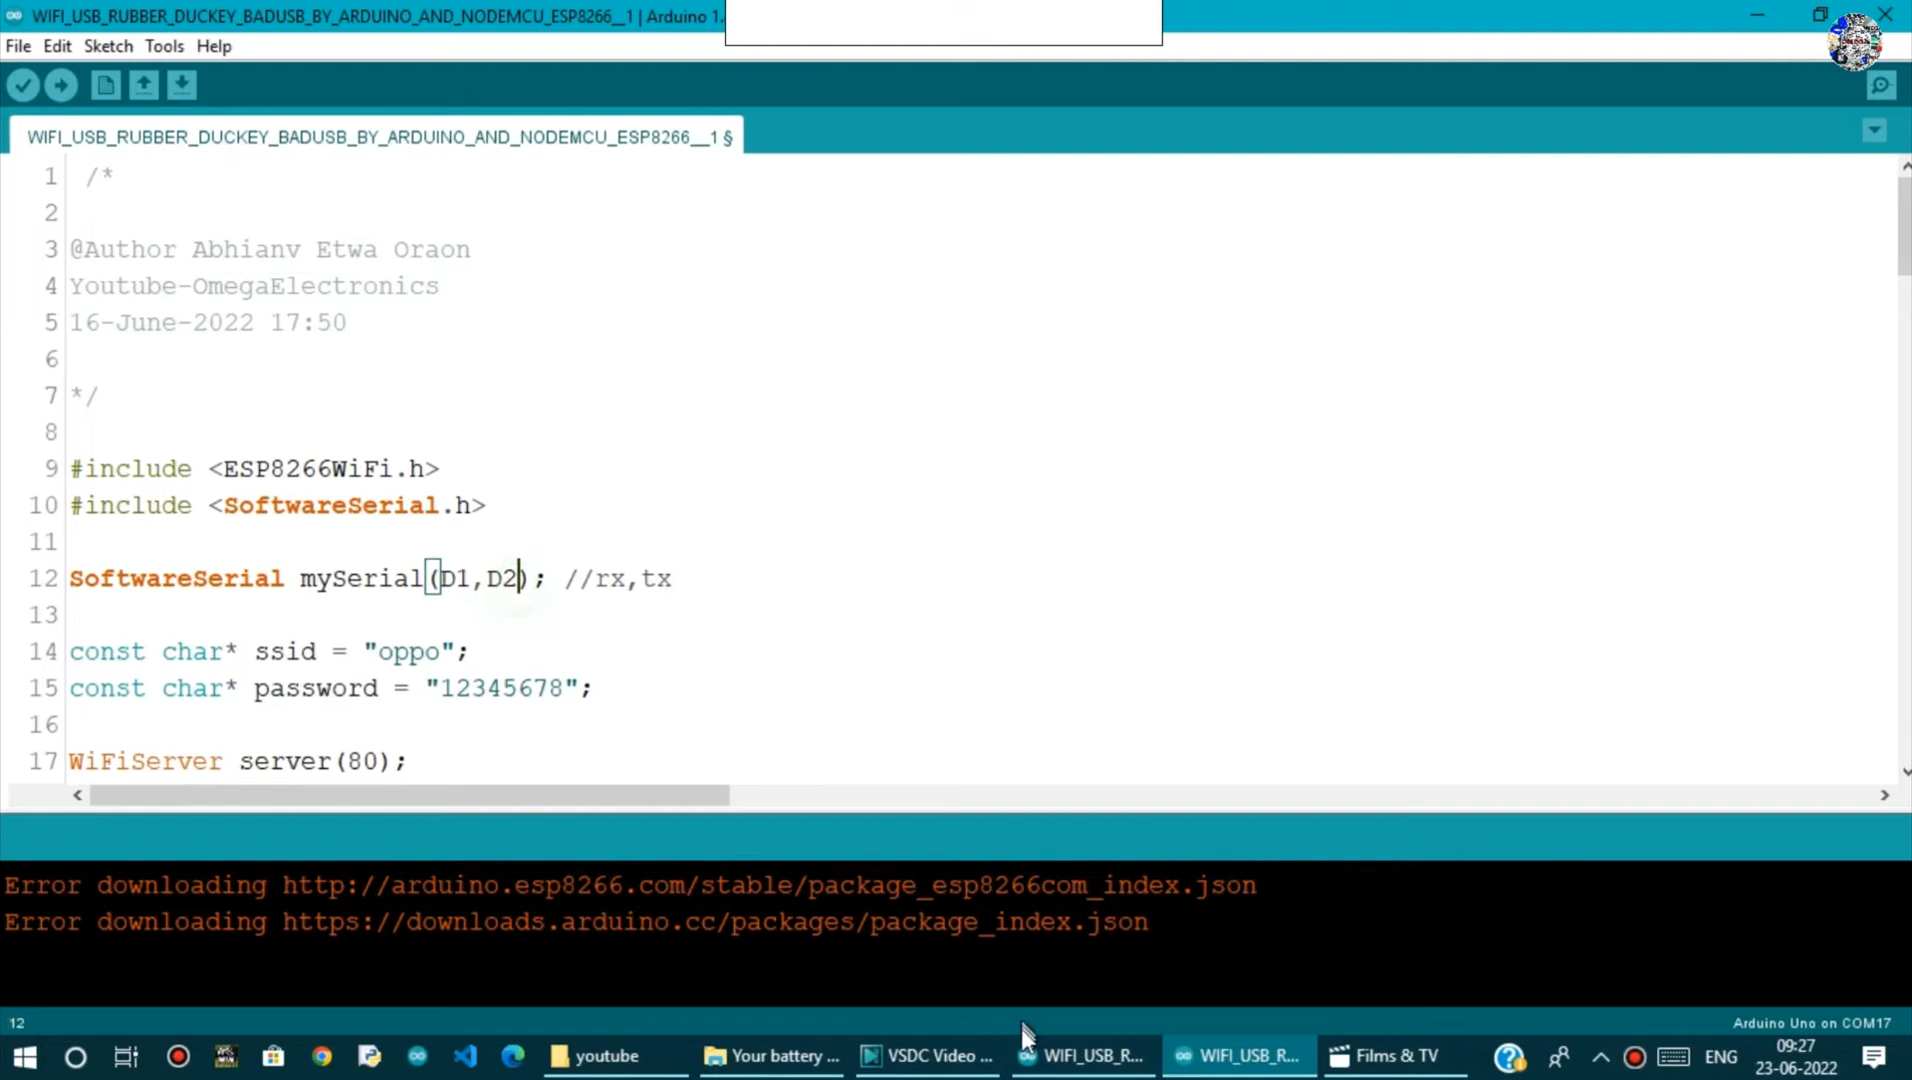 WIFI_USB_RUBBER_DUCKEY_BADUSB_BY_ARDUINO_AND_NODEMCU_ESP8266__1 | Arduino 1.
File Edit Sketch Tools Help
WIFI_USB_RUBBER_DUCKEY_BADUSB_BY_ARDUINO_AND_NODEMCU_ESP8266__1 §
1 /*
2
3 @Author Abhianv Etwa Oraon
4 Youtube-OmegaElectronics
5 16-June-2022 17:50
6
7 */
8
9 #include <ESP8266WiFi.h>
10 #include <SoftwareSerial.h>
11
12 SoftwareSerial mySerial(D1,D2); //rx,tx
13
14 const char* ssid = "oppo";
15 const char* password = "12345678";
16
17 WiFiServer server(80);
Error downloading http://arduino.esp8266.com/stable/package_esp8266com_index.json
Error downloading https://downloads.arduino.cc/packages/package_index.json
12
Arduino Uno on COM17
youtube
Your battery ...
VSDC Video ...
WIFI_USB_R...
WIFI_USB_R...
Films & TV
ENG
09:27
23-06-2022